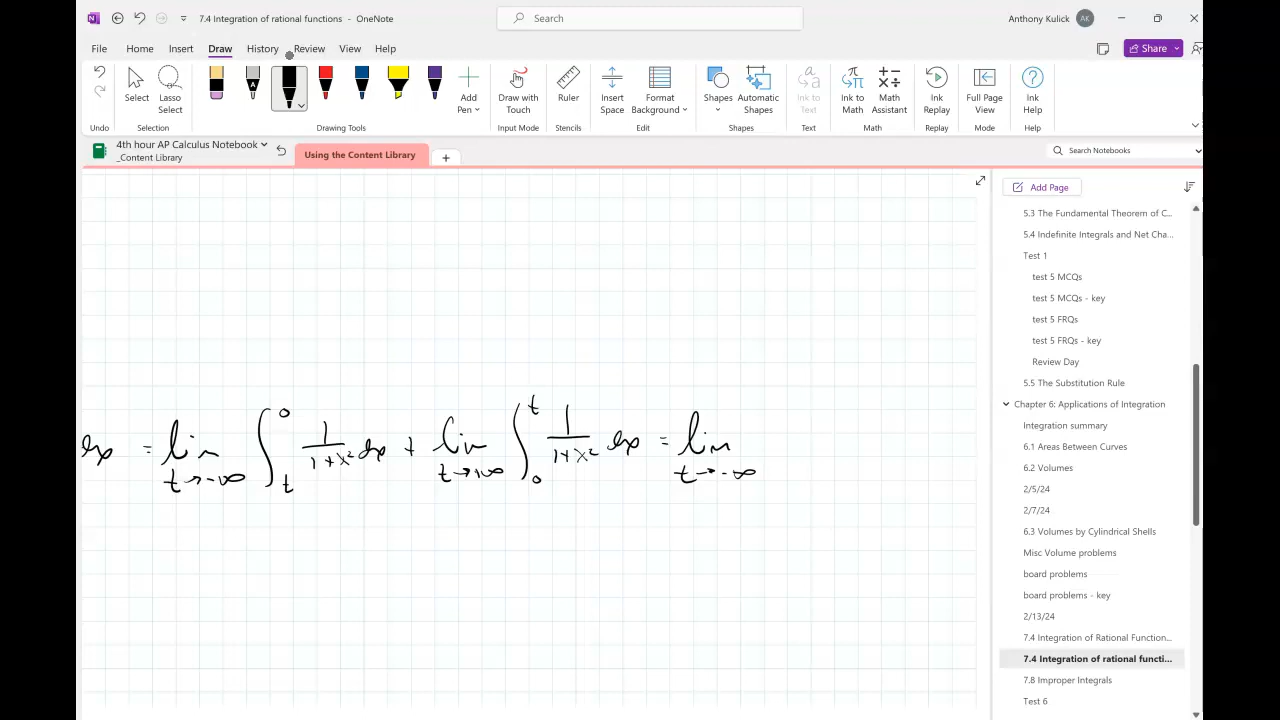 7.4 Integration of rational functions - OneNote
Search
Anthony Kulick
AK
File Home Insert Draw History Review View Help
Share
Undo
Select
Lasso Select
Add Pen
Draw with Touch
Ruler
Insert Space
Format Background
Shapes
Automatic Shapes
Ink to Text
Ink to Math
Math Assistant
Ink Replay
Full Page View
Ink Help
Undo Selection Drawing Tools Input Mode Stencils Edit Shapes Text Math Replay Mode Help
4th hour AP Calculus Notebook
_Content Library
Using the Content Library
Search Notebooks
Add Page
5.3 The Fundamental Theorem of C...
5.4 Indefinite Integrals and Net Cha...
Test 1
test 5 MCQs
test 5 MCQs - key
test 5 FRQs
test 5 FRQs - key
Review Day
5.5 The Substitution Rule
Chapter 6: Applications of Integration
Integration summary
6.1 Areas Between Curves
6.2 Volumes
2/5/24
2/7/24
6.3 Volumes by Cylindrical Shells
Misc Volume problems
board problems
board problems - key
2/13/24
7.4 Integration of Rational Function...
7.4 Integration of rational functi...
7.8 Improper Integrals
Test 6
dx = lim t→-∞ ∫_t^0 1/(1+x²) dx + lim t→+∞ ∫_0^t 1/(1+x²) dx = lim t→-∞